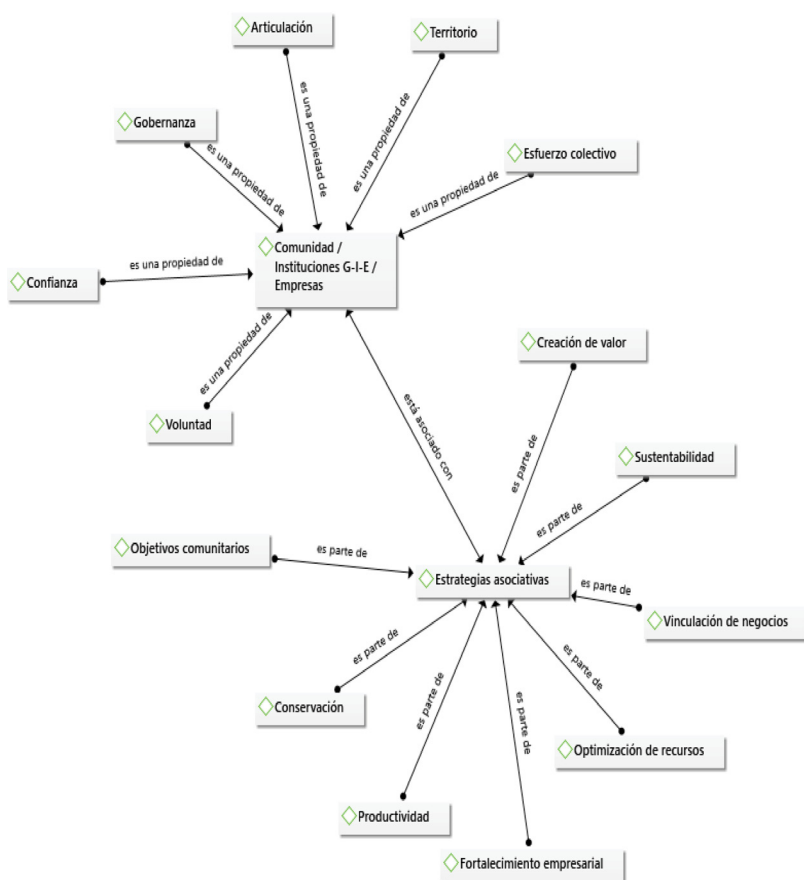 Articulación
Territorio
es una propiedad de
es una propiedad de
Gobernanza
es una propiedad de
Esfuerzo colectivo
es una propiedad de
Comunidad /
Instituciones G-I-E /
Empresas
es una propiedad de
Confianza
es una propiedad de
Voluntad
está asociado con
Creación de valor
es parte de
Sustentabilidad
es parte de
Objetivos comunitarios
es parte de
Estrategias asociativas
es parte de
Vinculación de negocios
es parte de
Conservación
es parte de
es parte de
es parte de
Optimización de recursos
Productividad
Fortalecimiento empresarial